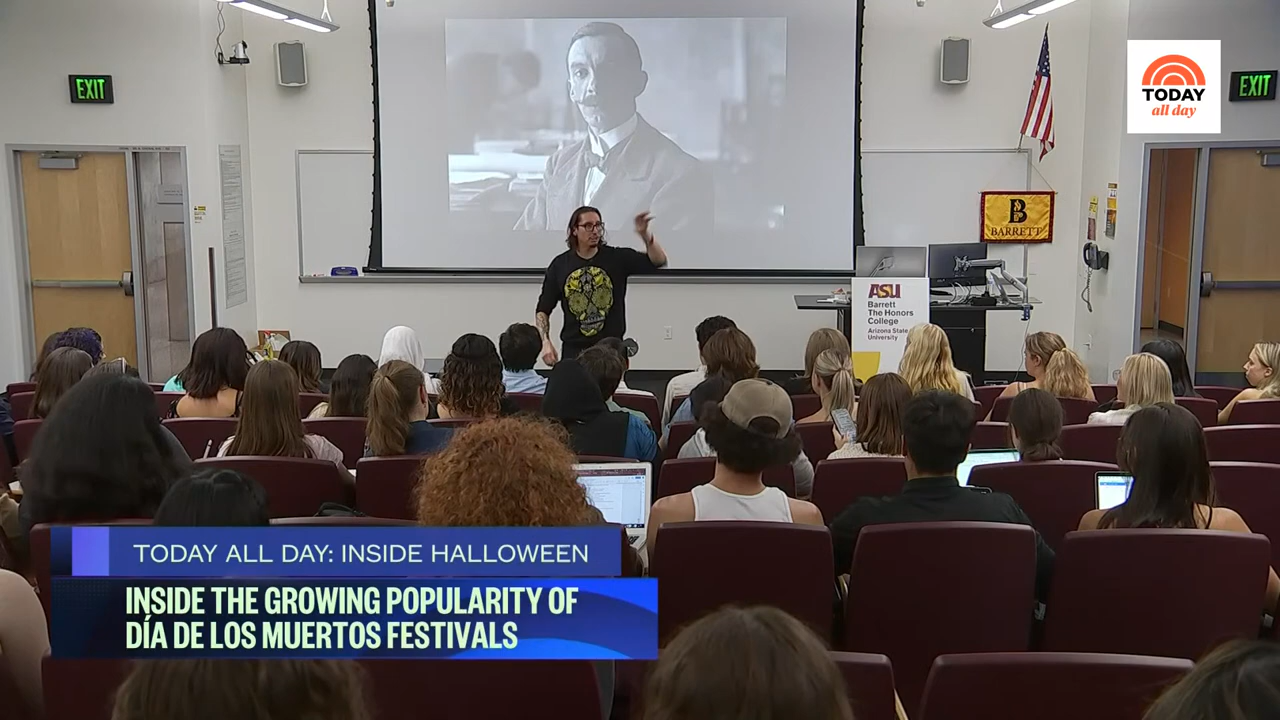 EXIT
TODAY
all day
EXIT
B
BARRETT
ASU
Barrett
The Honors
College
Arizona State
University
TODAY ALL DAY: INSIDE HALLOWEEN
INSIDE THE GROWING POPULARITY OF
DÍA DE LOS MUERTOS FESTIVALS